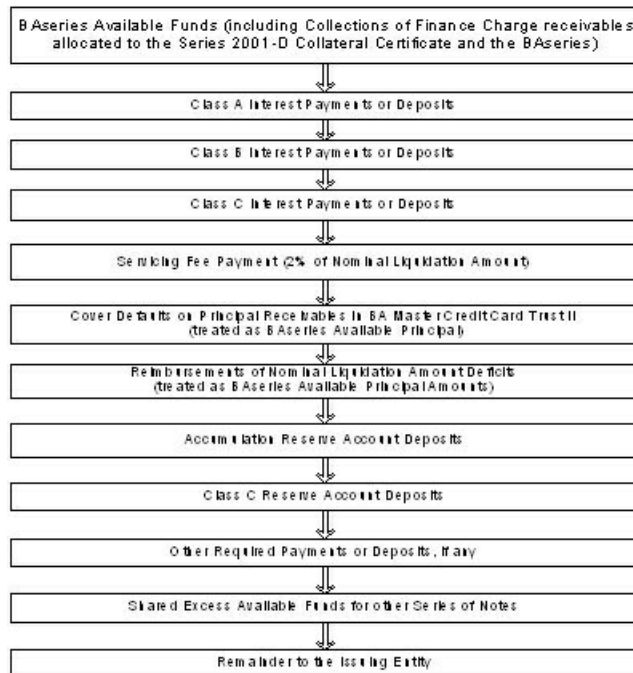 BAseries Available Funds (including Collections of Finance Charge receivables
allocated to the Series 2001-D Collateral Certificate and the BAseries)
Class A Interest Payments or Deposits
Class B Interest Payments or Deposits
Class C Interest Payments or Deposits
Servicing Fee Payment (2% of Nominal Liquidation Amount)
Cover Defaults on Principal Receivables in BA Master Credit Card Trust II
(treated as BAseries Available Principal)
Reimbursements of Nominal Liquidation Amount Deficits
(treated as BAseries Available Principal Amounts)
Accumulation Reserve Account Deposits
Class C Reserve Account Deposits
Other Required Payments or Deposits, if any
Shared Excess Available Funds for other Series of Notes
Remainder to the Issuing Entity